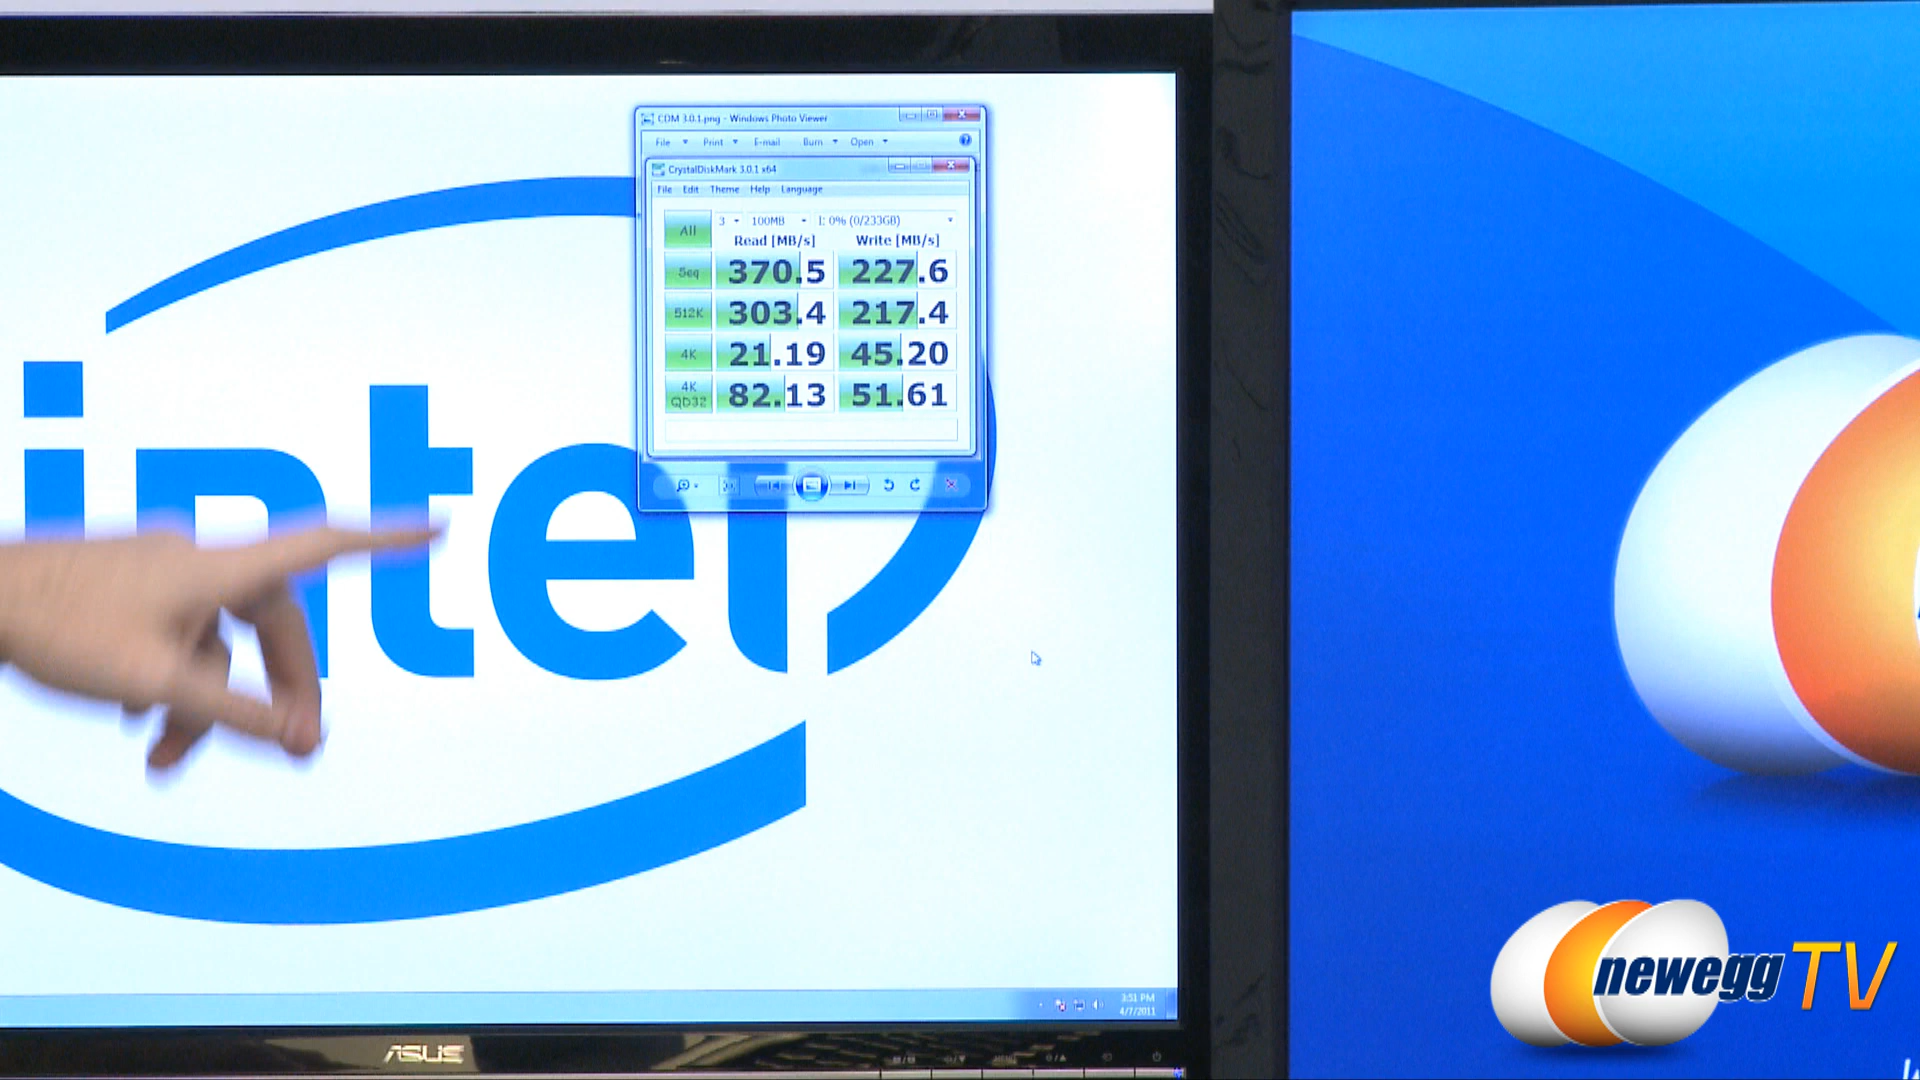 CDM 3.0.1.png - Windows Photo Viewer
File Print E-mail Burn Open
CrystalDiskMark 3.0.1 x64
File Edit Theme Help Language
All 3 100MB I: 0% (0/233GB)
Read [MB/s] Write [MB/s]
Seq 370.5 227.6
512K 303.4 217.4
4K 21.19 45.20
4K QD32 82.13 51.61
intel
3:51 PM
4/7/2011
ASUS
newegg TV